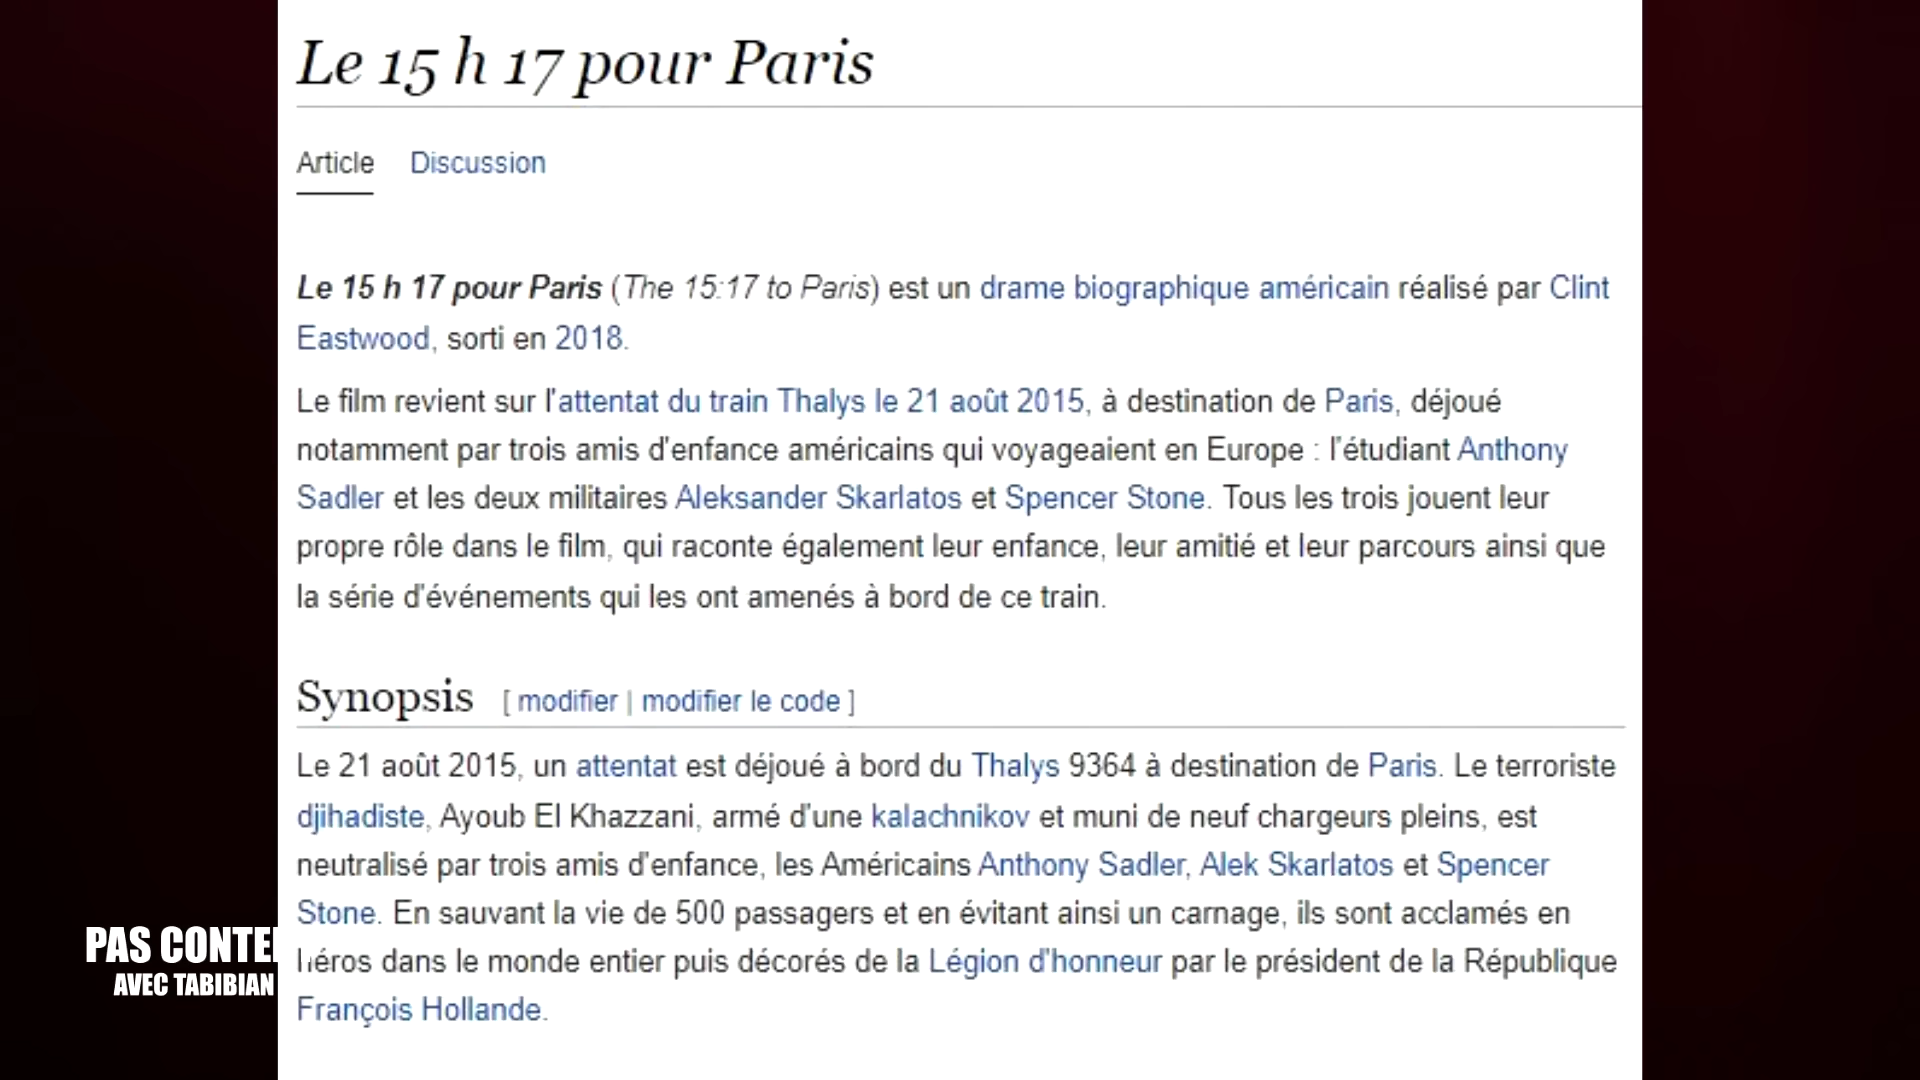 Le 15 h 17 pour Paris
Article Discussion
Le 15 h 17 pour Paris (The 15:17 to Paris) est un drame biographique américain réalisé par Clint
Eastwood, sorti en 2018.
Le film revient sur l'attentat du train Thalys le 21 août 2015, à destination de Paris, déjoué
notamment par trois amis d'enfance américains qui voyageaient en Europe : l'étudiant Anthony
Sadler et les deux militaires Aleksander Skarlatos et Spencer Stone. Tous les trois jouent leur
propre rôle dans le film, qui raconte également leur enfance, leur amitié et leur parcours ainsi que
la série d'événements qui les ont amenés à bord de ce train.
Synopsis [ modifier | modifier le code ]
Le 21 août 2015, un attentat est déjoué à bord du Thalys 9364 à destination de Paris. Le terroriste
djihadiste, Ayoub El Khazzani, armé d'une kalachnikov et muni de neuf chargeurs pleins, est
neutralisé par trois amis d'enfance, les Américains Anthony Sadler, Alek Skarlatos et Spencer
Stone. En sauvant la vie de 500 passagers et en évitant ainsi un carnage, ils sont acclamés en
héros dans le monde entier puis décorés de la Légion d'honneur par le président de la République
François Hollande.
PAS
AVEC TABIBIAN